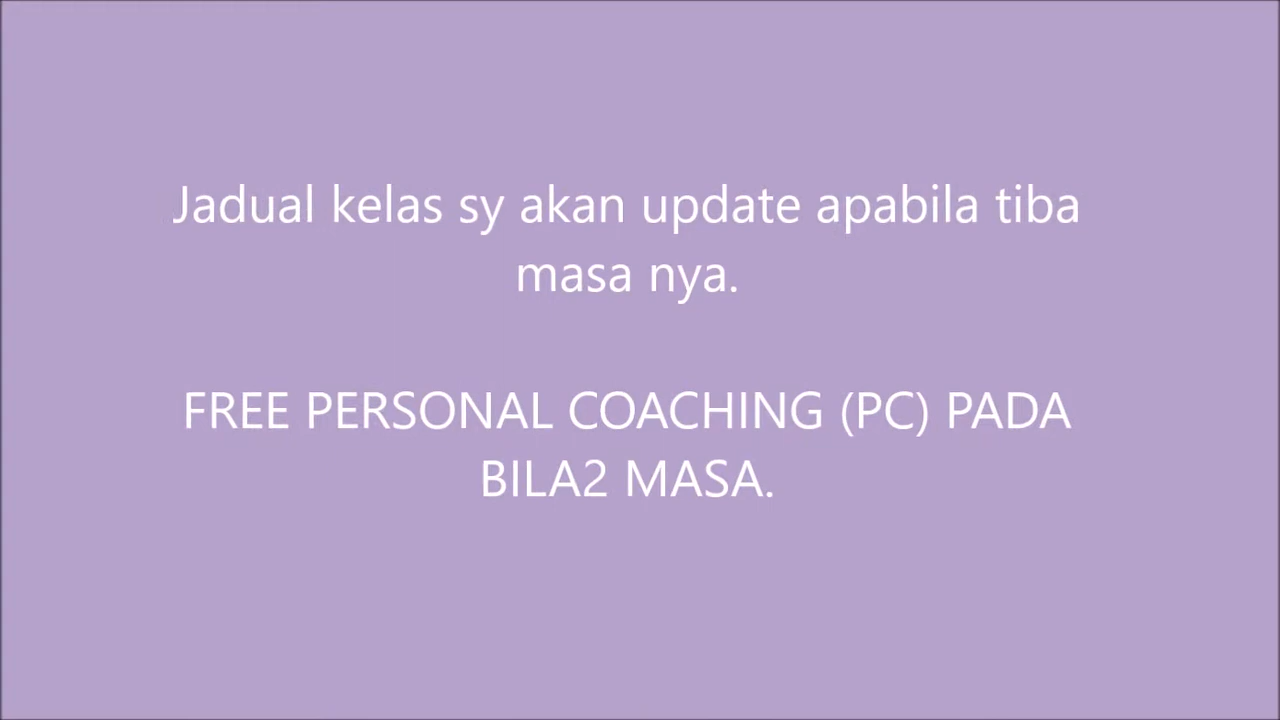 Jadual kelas sy akan update apabila tiba
masa nya.
FREE PERSONAL COACHING (PC) PADA
BILA2 MASA.